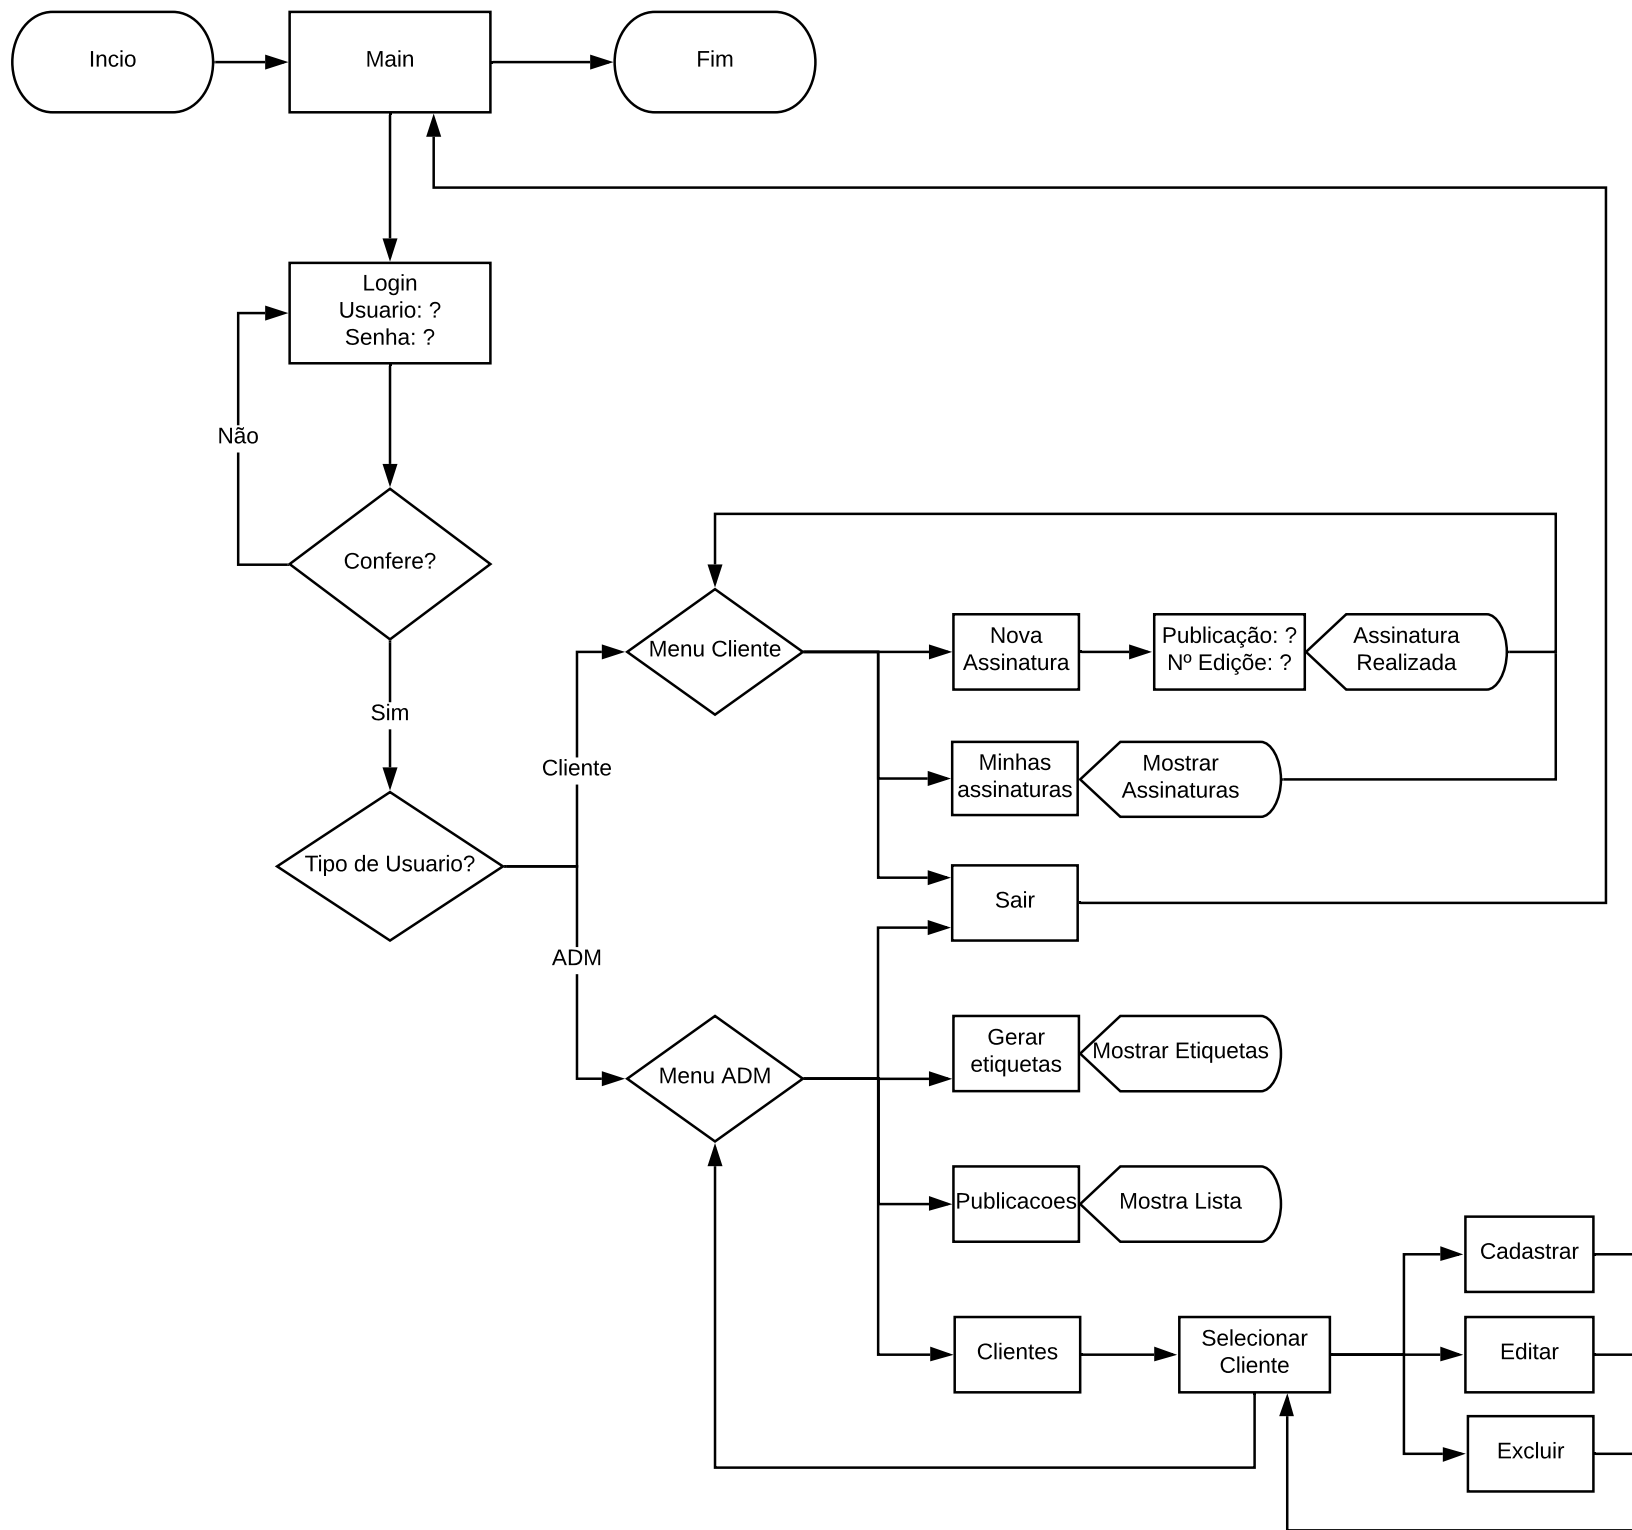 Incio
Main
Fim
Login
Usuario: ?
Senha: ?
Não
Confere?
Sim
Tipo de Usuario?
Cliente
ADM
Menu Cliente
Nova
Assinatura
Publicação: ?
Nº Edição: ?
Assinatura
Realizada
Minhas
assinaturas
Mostrar
Assinaturas
Sair
Menu ADM
Gerar
etiquetas
Mostrar Etiquetas
Publicacoes
Mostra Lista
Clientes
Selecionar
Cliente
Cadastrar
Editar
Excluir